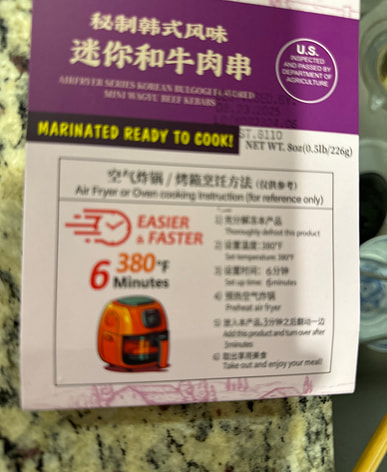 秘制韩式风味
迷你和牛肉串
AIRFRYER SERIES KOREAN BULGOGI FLAVORED
MINI WAGYU BEEF KEBABS
U.S.
INSPECTED
AND PASSED BY
DEPARTMENT OF
AGRICULTURE
EST.8110
MARINATED READY TO COOK!
NET WT. 8oz(0.5lb/226g)
空气炸锅 / 烤箱烹饪方法 (仅供参考)
Air Fryer or Oven cooking Instruction (for reference only)
EASIER
& FASTER
380°F
6 Minutes
1) 充分解冻本产品
Thoroughly defrost this product
2) 设置温度: 380°F
Set temperature: 380°F
3) 设置时间: 6分钟
Set up time: 6minutes
4) 预热空气炸锅
Preheat air fryer
5) 放入本产品,3分钟之后翻动一边
Add this product and turn over after
3minutes
6) 取出享用美食
Take out and enjoy your meal!